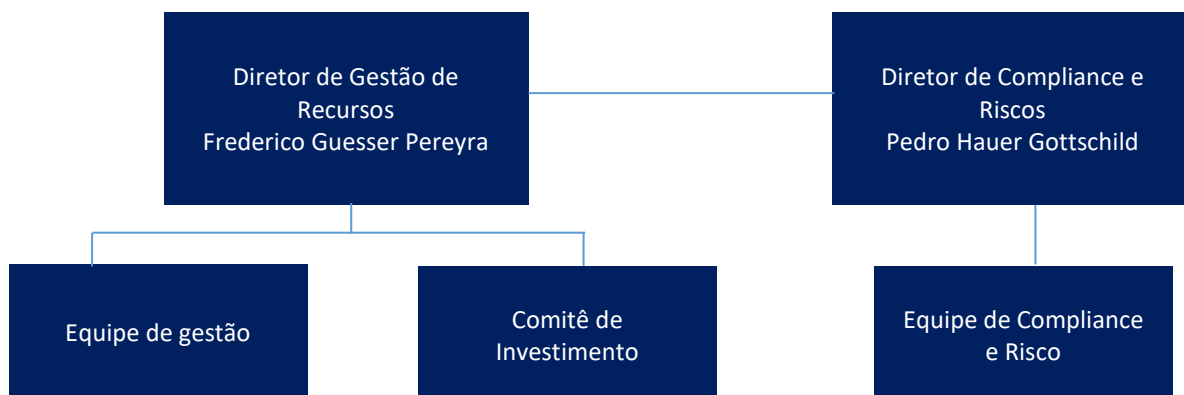 Diretor de Gestão de
Recursos
Frederico Guesser Pereyra
Diretor de Compliance e
Riscos
Pedro Hauer Gottschild
Equipe de gestão
Comitê de
Investimento
Equipe de Compliance
e Risco